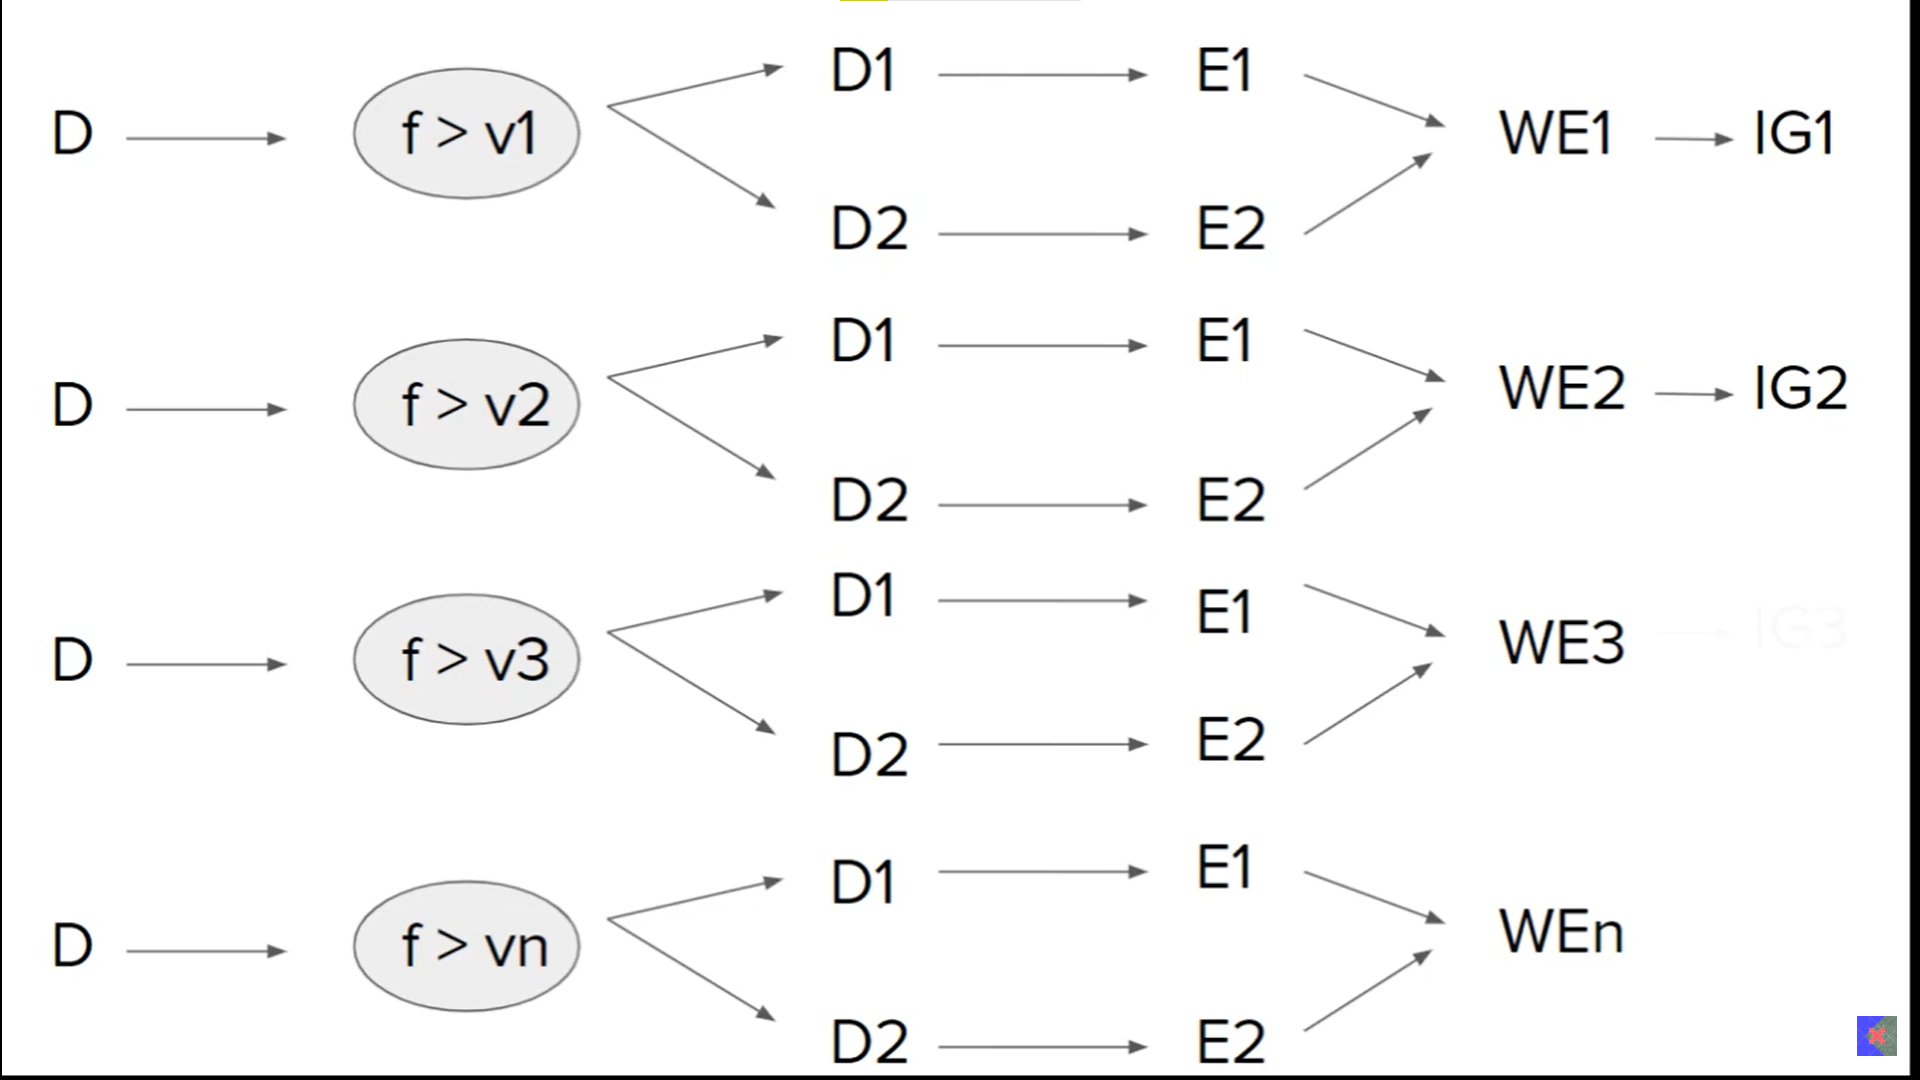 D f > v1 D1 E1 WE1 IG1
D2 E2
D f > v2 D1 E1 WE2 IG2
D2 E2
D f > v3 D1 E1 WE3 IG3
D2 E2
D f > vn D1 E1 WEn
D2 E2